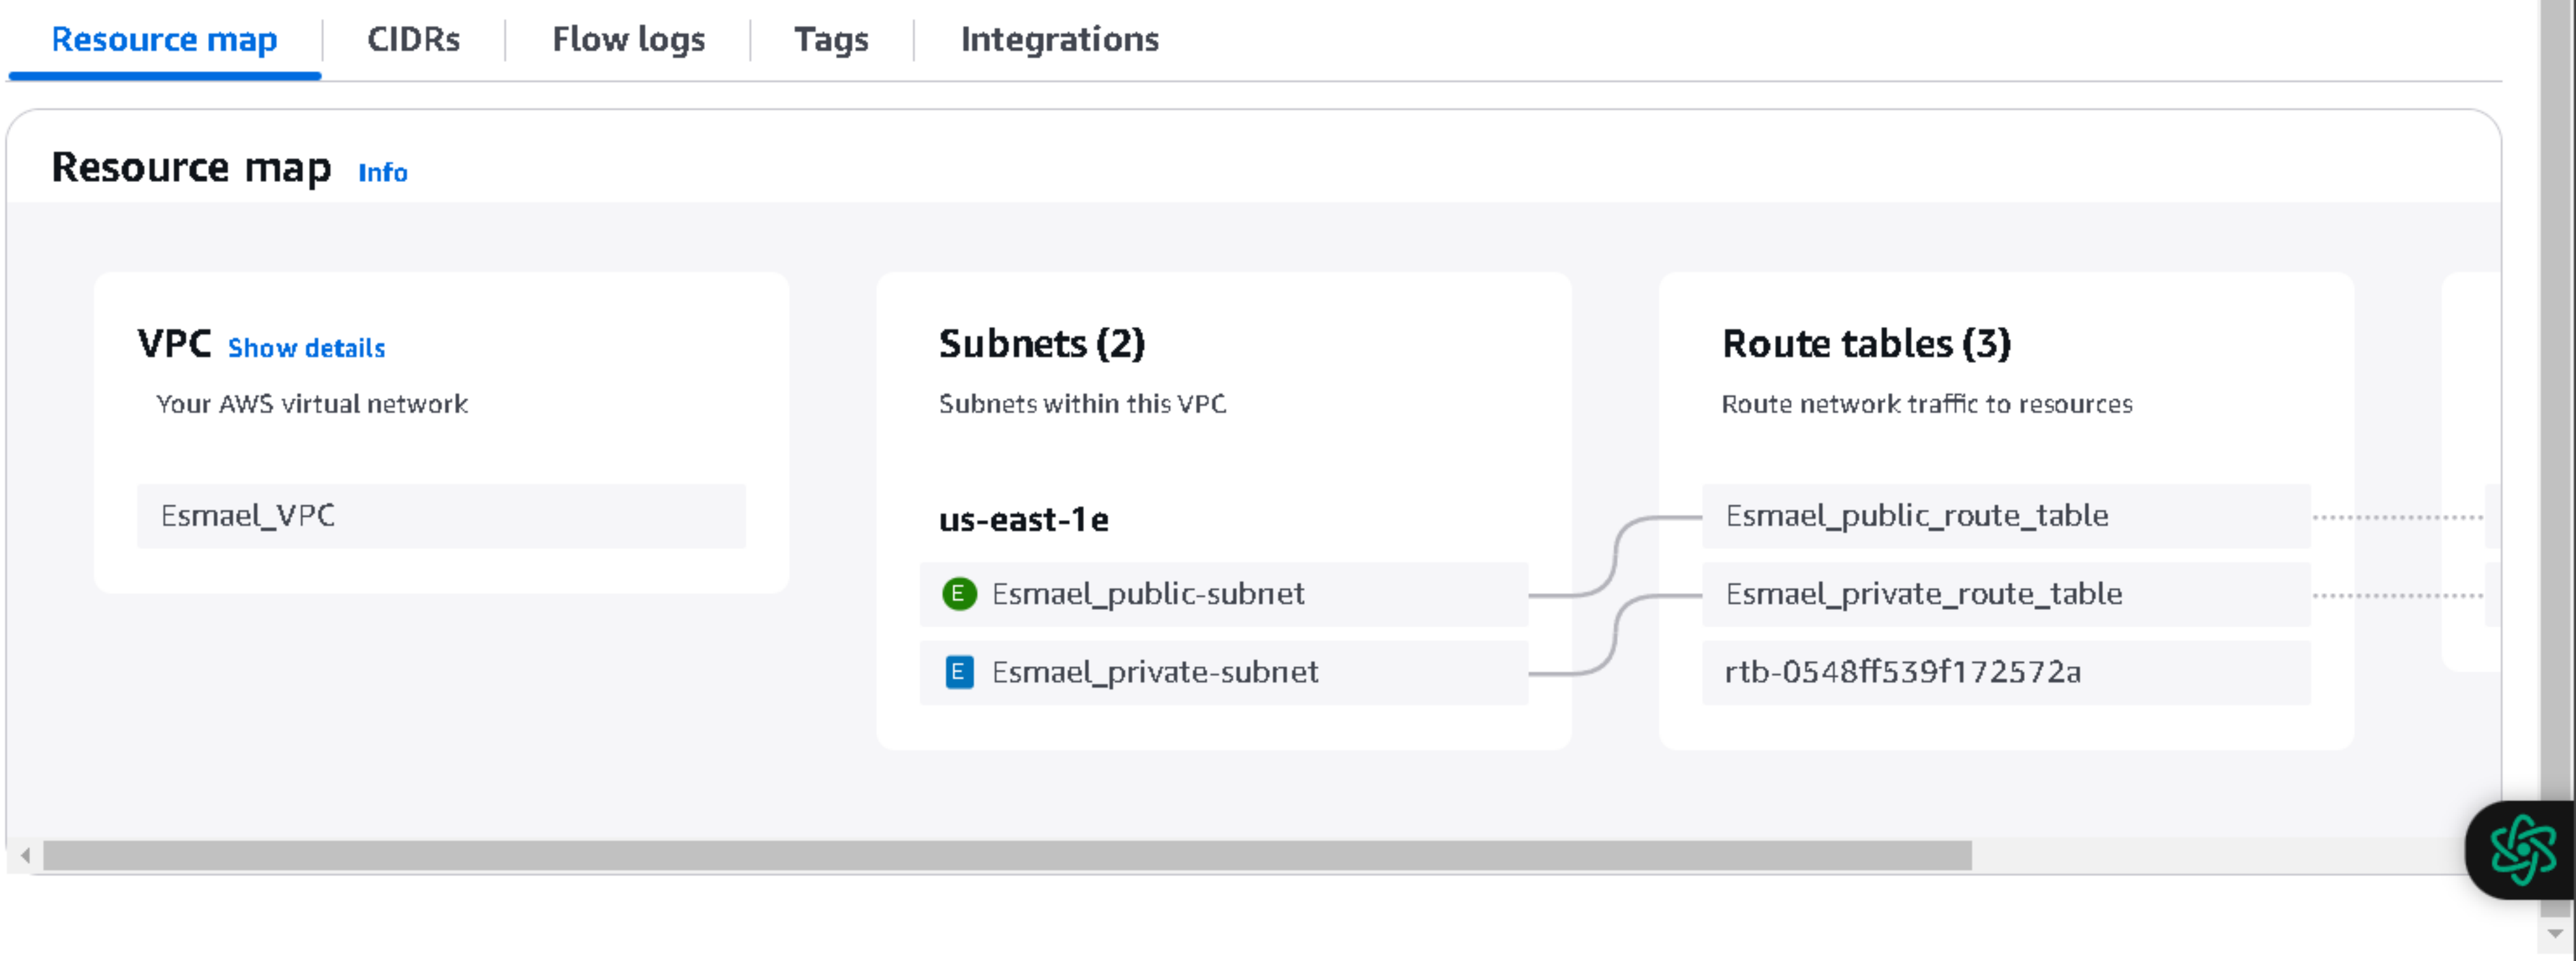 Resource map
CIDRs
Flow logs
Tags
Integrations
Resource map Info
VPC Show details
Your AWS virtual network
Esmael_VPC
Subnets (2)
Subnets within this VPC
us-east-1e
E Esmael_public-subnet
E Esmael_private-subnet
Route tables (3)
Route network traffic to resources
Esmael_public_route_table
Esmael_private_route_table
rtb-0548ff539f172572a